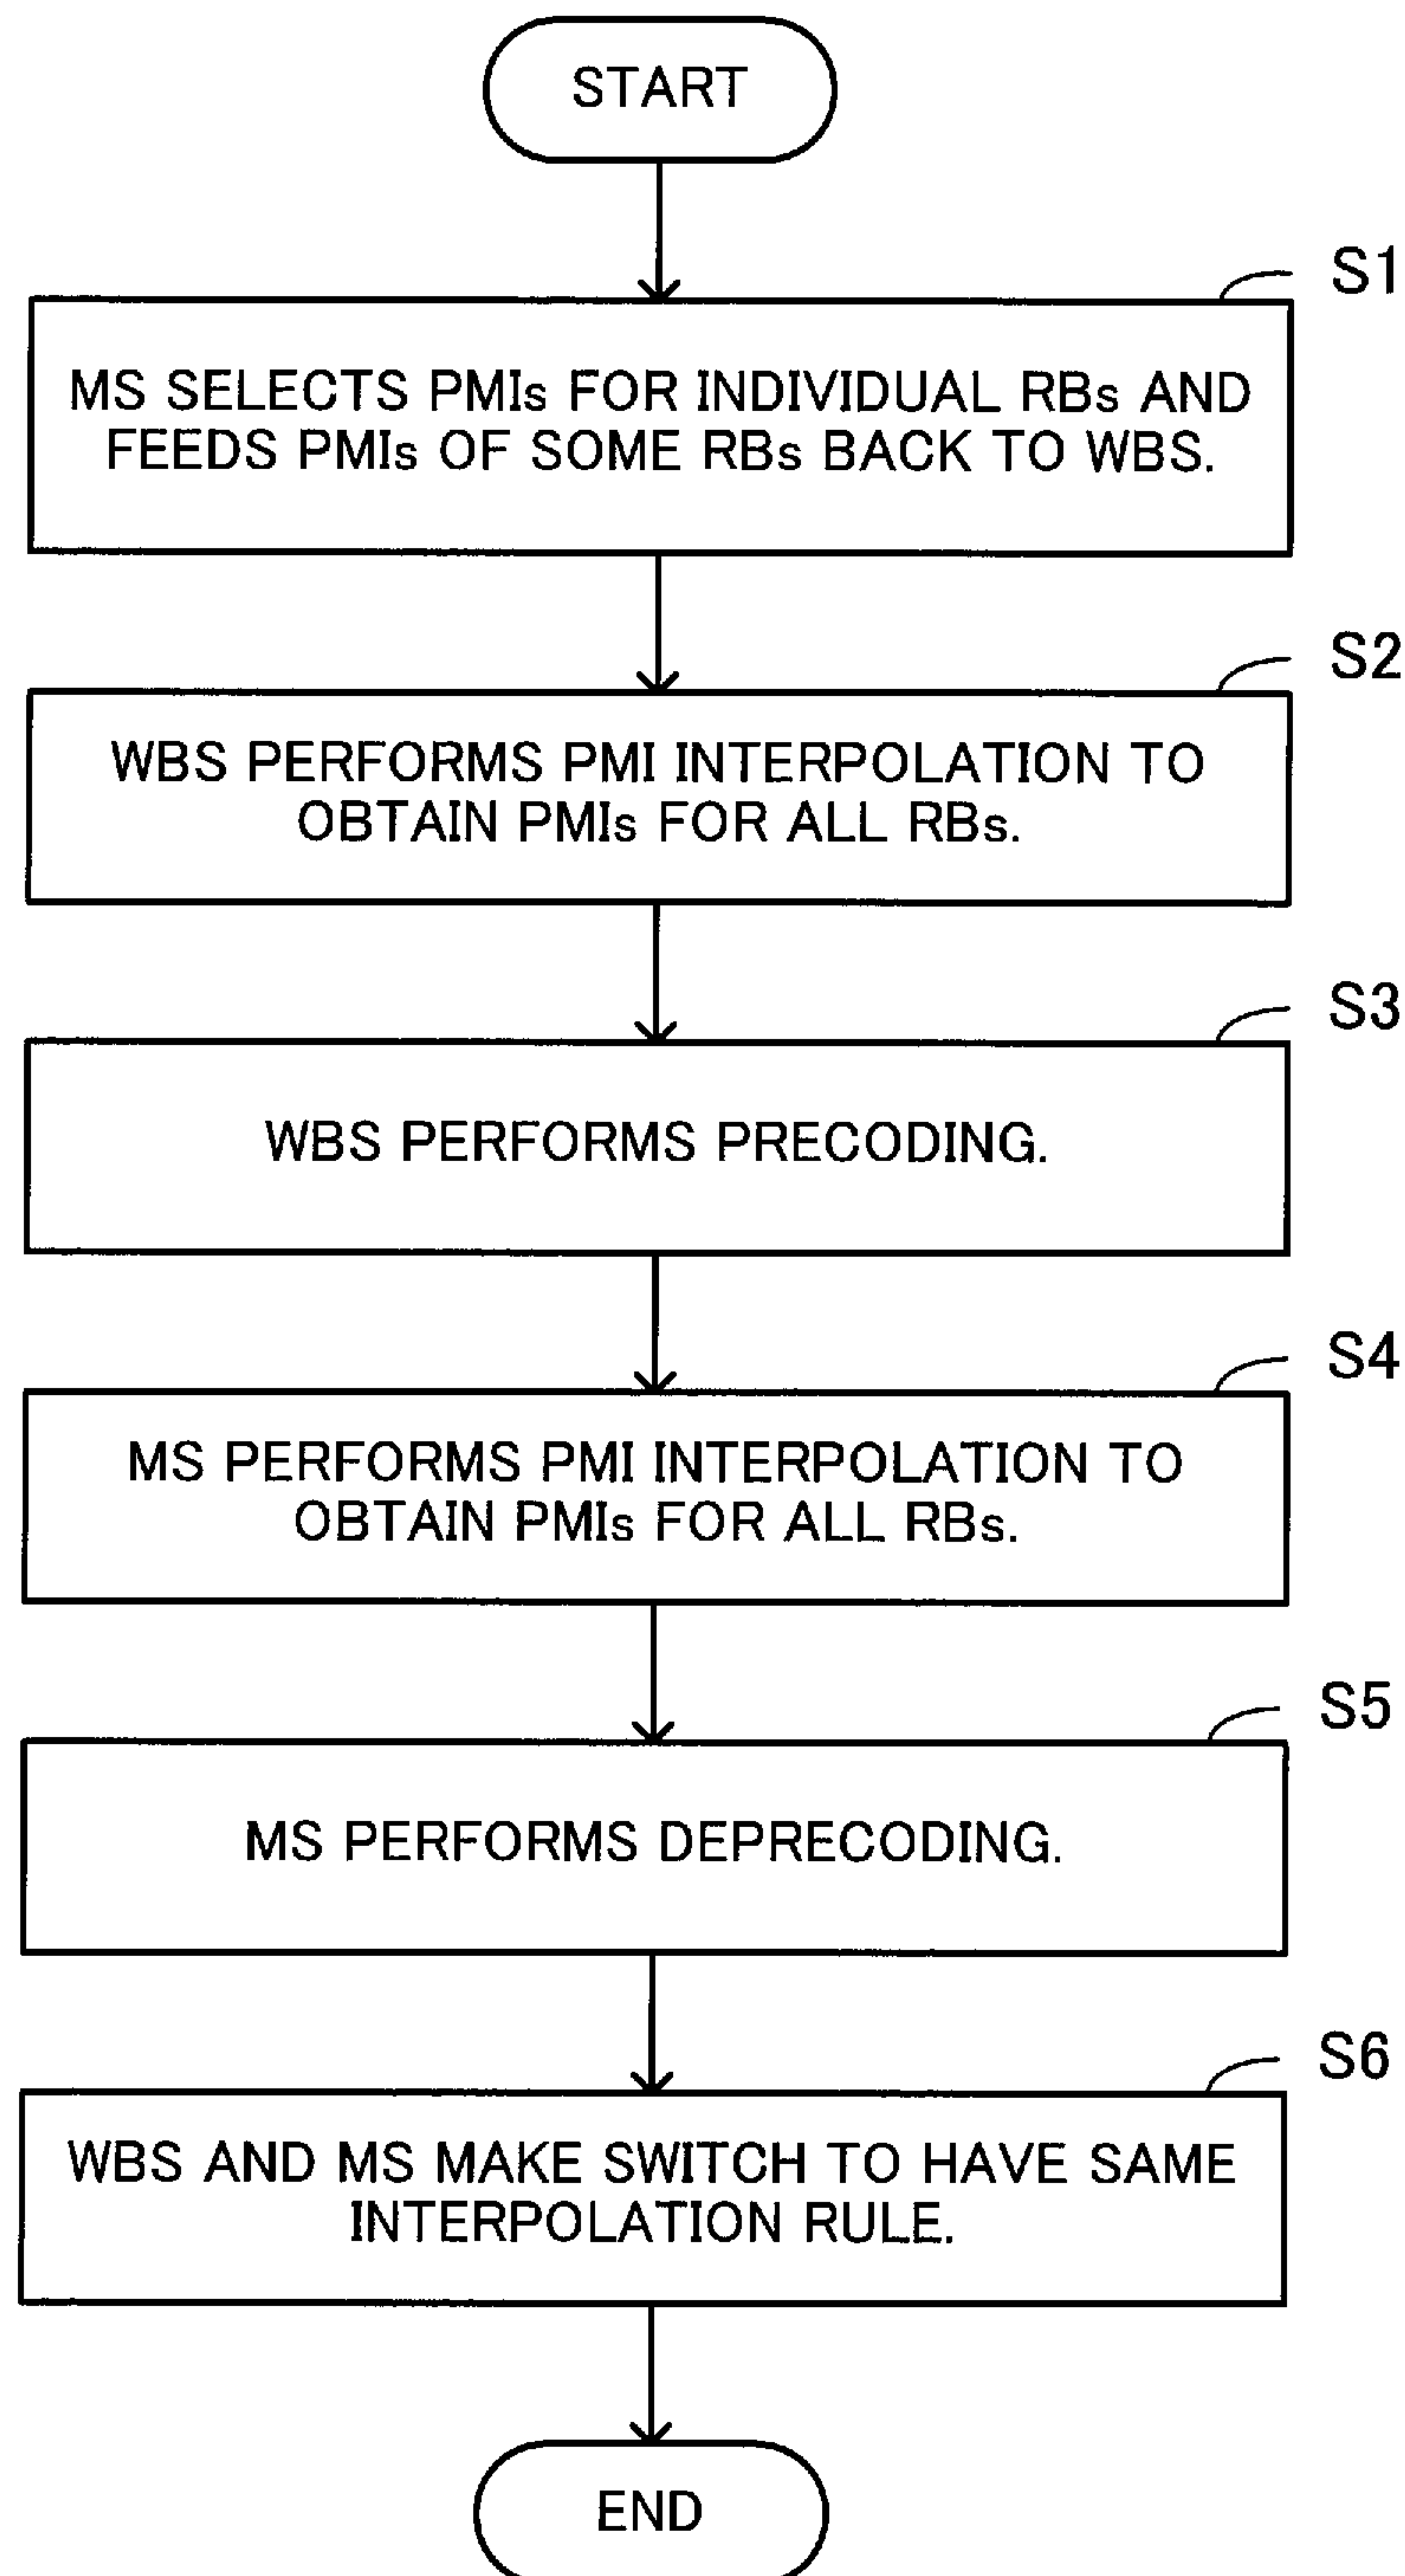 START
S1
MS SELECTS PMIs FOR INDIVIDUAL RBs AND
FEEDS PMIs OF SOME RBs BACK TO WBS.
S2
WBS PERFORMS PMI INTERPOLATION TO
OBTAIN PMIs FOR ALL RBs.
S3
WBS PERFORMS PRECODING.
S4
MS PERFORMS PMI INTERPOLATION TO
OBTAIN PMIs FOR ALL RBs.
S5
MS PERFORMS DEPRECODING.
S6
WBS AND MS MAKE SWITCH TO HAVE SAME
INTERPOLATION RULE.
END